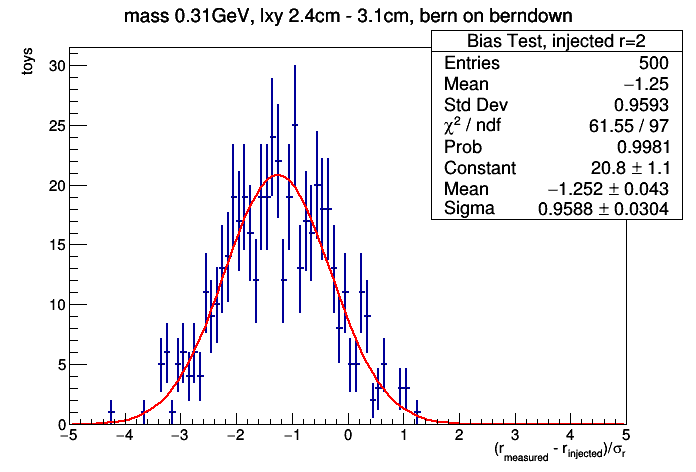 mass 0.31GeV, lxy 2.4cm - 3.1cm, bern on berndown
Bias Test, injected r=2
Entries 500
Mean −1.25
Std Dev 0.9593
χ² / ndf 61.55 / 97
Prob 0.9981
Constant 20.8 ± 1.1
Mean −1.252 ± 0.043
Sigma 0.9588 ± 0.0304
toys
30
25
20
15
10
5
0
−5 −4 −3 −2 −1 0 1 2 3 4 5
(r_measured - r_injected)/σ_r